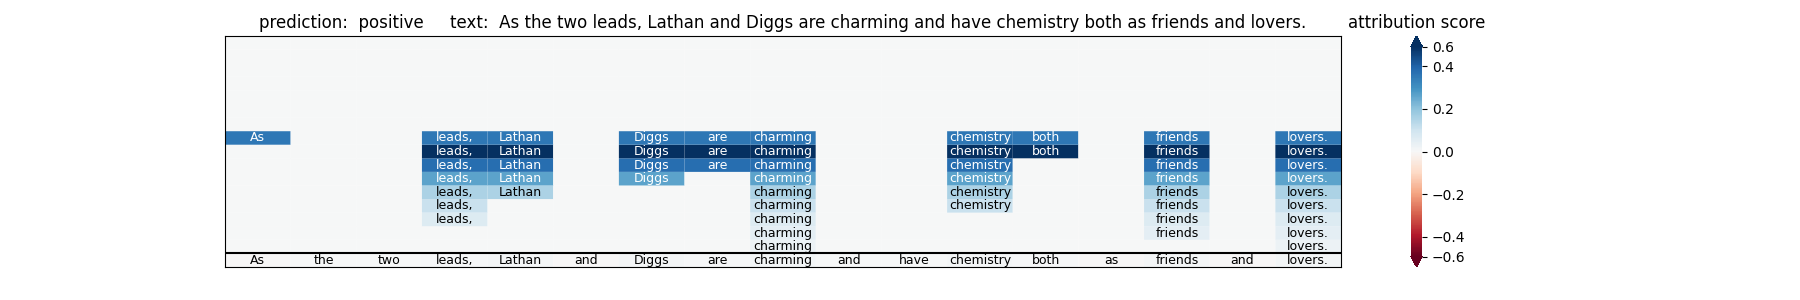 prediction: positive text: As the two leads, Lathan and Diggs are charming and have chemistry both as friends and lovers. attribution score
As leads, Lathan Diggs are charming chemistry both friends lovers.
leads, Lathan Diggs are charming chemistry both friends lovers.
leads, Lathan Diggs are charming chemistry friends lovers.
leads, Lathan Diggs charming chemistry friends lovers.
leads, Lathan charming chemistry friends lovers.
leads, charming chemistry friends lovers.
leads, charming friends lovers.
charming friends lovers.
charming lovers.
As the two leads, Lathan and Diggs are charming and have chemistry both as friends and lovers.
0.6
0.4
0.2
0.0
−0.2
−0.4
−0.6